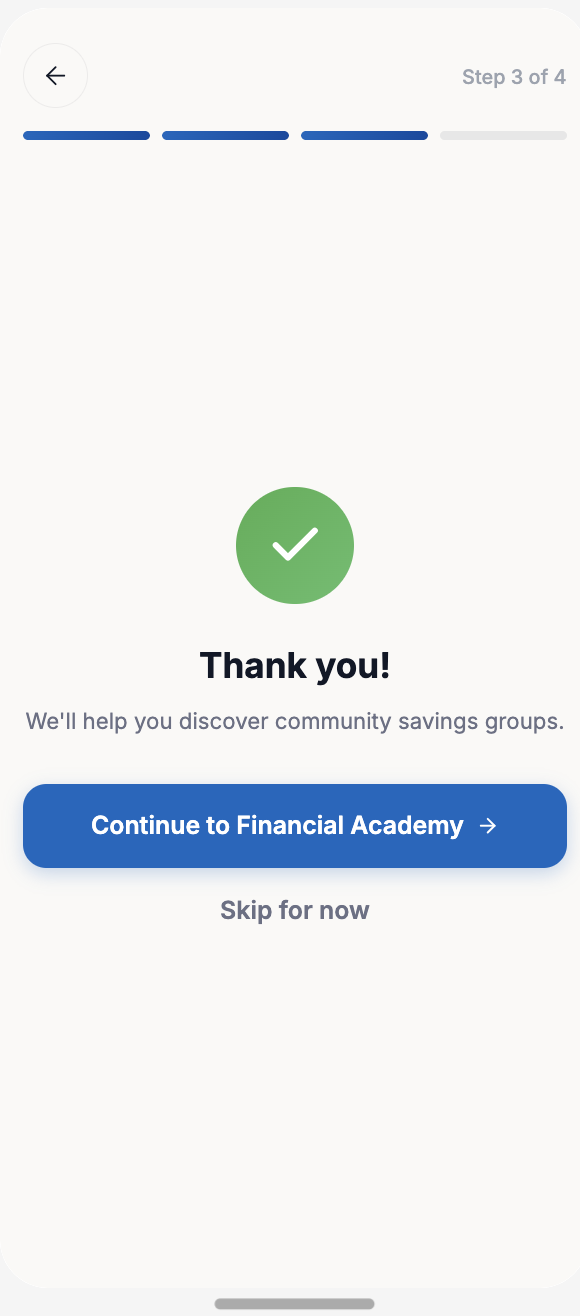 Step 3 of 4
Thank you!
We'll help you discover community savings groups.
Continue to Financial Academy →
Skip for now